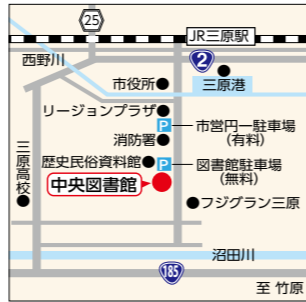 25
JR三原駅
西野川
2
市役所
三原港
リージョンプラザ
P 市営円一駐車場
(有料)
消防署
歴史民俗資料館
P 図書館駐車場
(無料)
三原高校
中央図書館
フジグラン三原
沼田川
185
至 竹原